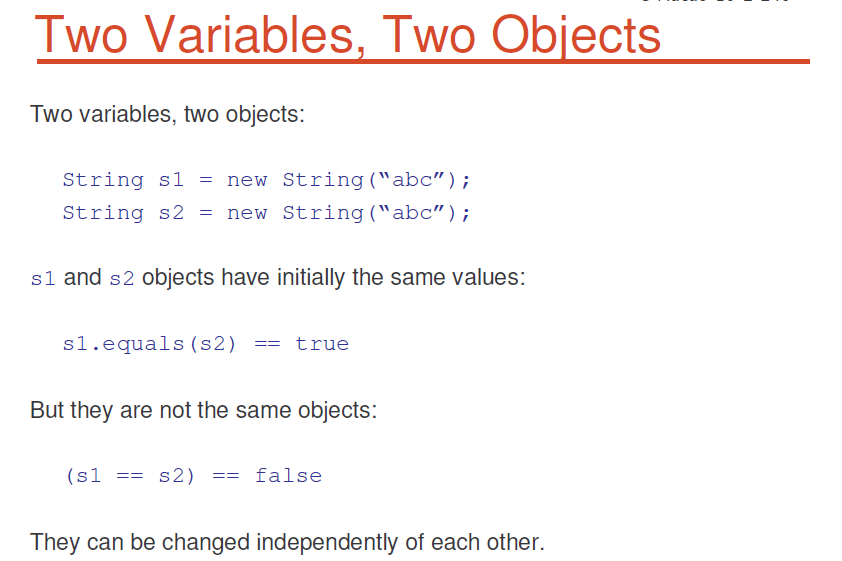 Two Variables, Two Objects
Two variables, two objects:
String s1 = new String(“abc”);
String s2 = new String(“abc”);
s1 and s2 objects have initially the same values:
s1.equals(s2) == true
But they are not the same objects:
(s1 == s2) == false
They can be changed independently of each other.